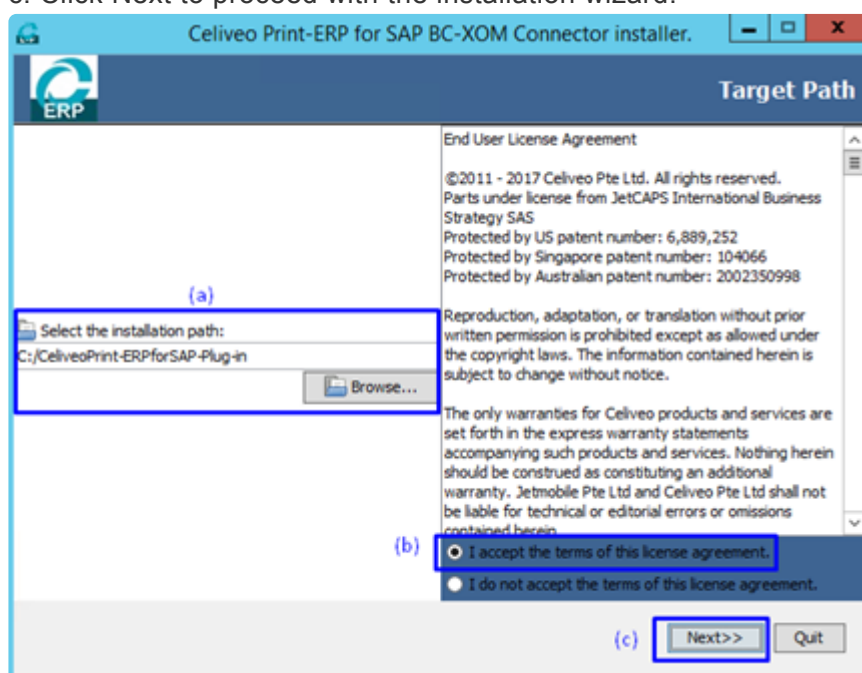 c. Click Next to proceed with the installation wizard.
Celiveo Print-ERP for SAP BC-XOM Connector installer.
ERP
Target Path
(a)
Select the installation path:
C:/CeliveoPrint-ERPforSAP-Plug-in
Browse...
End User License Agreement
©2011 - 2017 Celiveo Pte Ltd. All rights reserved.
Parts under license from JetCAPS International Business
Strategy SAS
Protected by US patent number: 6,889,252
Protected by Singapore patent number: 104066
Protected by Australian patent number: 2002350998
Reproduction, adaptation, or translation without prior
written permission is prohibited except as allowed under
the copyright laws. The information contained herein is
subject to change without notice.
The only warranties for Celiveo products and services are
set forth in the express warranty statements
accompanying such products and services. Nothing herein
should be construed as constituting an additional
warranty. Jetmobile Pte Ltd and Celiveo Pte Ltd shall not
be liable for technical or editorial errors or omissions
contained herein
(b)
I accept the terms of this license agreement.
I do not accept the terms of this license agreement.
(c)
Next>>
Quit